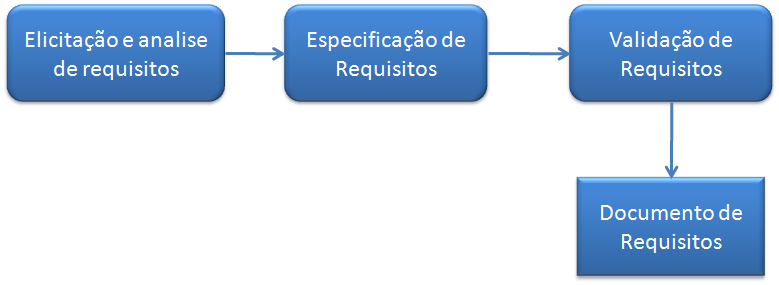 Elicitação e analise
de requisitos
Especificação de
Requisitos
Validação de
Requisitos
Documento de
Requisitos